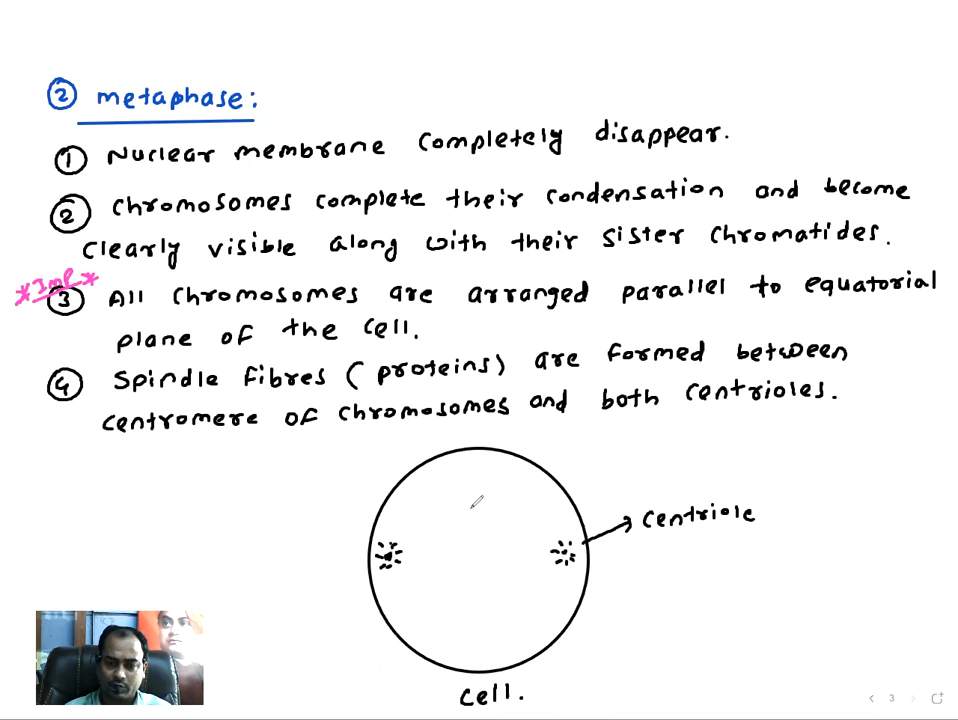 ② metaphase:
① Nuclear membrane completely disappear.
② chromosomes complete their condensation and become
clearly visible along with their sister chromatides.
*Imp*
③ All chromosomes are arranged parallel to equatorial
plane of the cell.
④ Spindle fibres (proteins) are formed between
centromere of chromosomes and both centrioles.
centriole
cell.
3